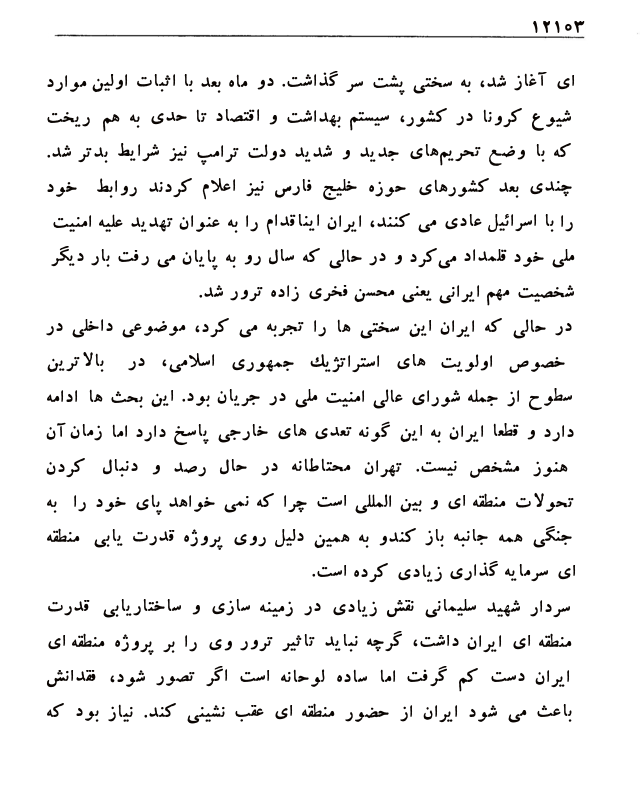 ۱۲۱۰۳
ای آغاز شد، به سختی پشت سر گذاشت. دو ماه بعد با اثبات اولین موارد
شیوع کرونا در کشور، سیستم بهداشت و اقتصاد تا حدی به هم ریخت
که با وضع تحریم‌های جدید و شدید دولت ترامپ نیز شرایط بدتر شد.
چندی بعد کشورهای حوزه خلیج فارس نیز اعلام کردند روابط خود
را با اسرائیل عادی می کنند، ایران ایناقدام را به عنوان تهدید علیه امنیت
ملی خود قلمداد می‌کرد و در حالی که سال رو به پایان می رفت بار دیگر
شخصیت مهم ایرانی یعنی محسن فخری زاده ترور شد.
در حالی که ایران این سختی ها را تجربه می کرد، موضوعی داخلی در
خصوص اولویت های استراتژیك جمهوری اسلامی، در بالاترین
سطوح از جمله شورای عالی امنیت ملی در جریان بود. این بحث ها ادامه
دارد و قطعا ایران به این گونه تعدی های خارجی پاسخ دارد اما زمان آن
هنوز مشخص نیست. تهران محتاطانه در حال رصد و دنبال کردن
تحولات منطقه ای و بین المللی است چرا که نمی خواهد پای خود را به
جنگی همه جانبه باز کندو به همین دلیل روی پروژه قدرت یابی منطقه
ای سرمایه گذاری زیادی کرده است.
سردار شهید سلیمانی نقش زیادی در زمینه سازی و ساختاریابی قدرت
منطقه ای ایران داشت، گرچه نباید تاثیر ترور وی را بر پروژه منطقه ای
ایران دست کم گرفت اما ساده لوحانه است اگر تصور شود، فقدانش
باعث می شود ایران از حضور منطقه ای عقب نشینی کند. نیاز بود که